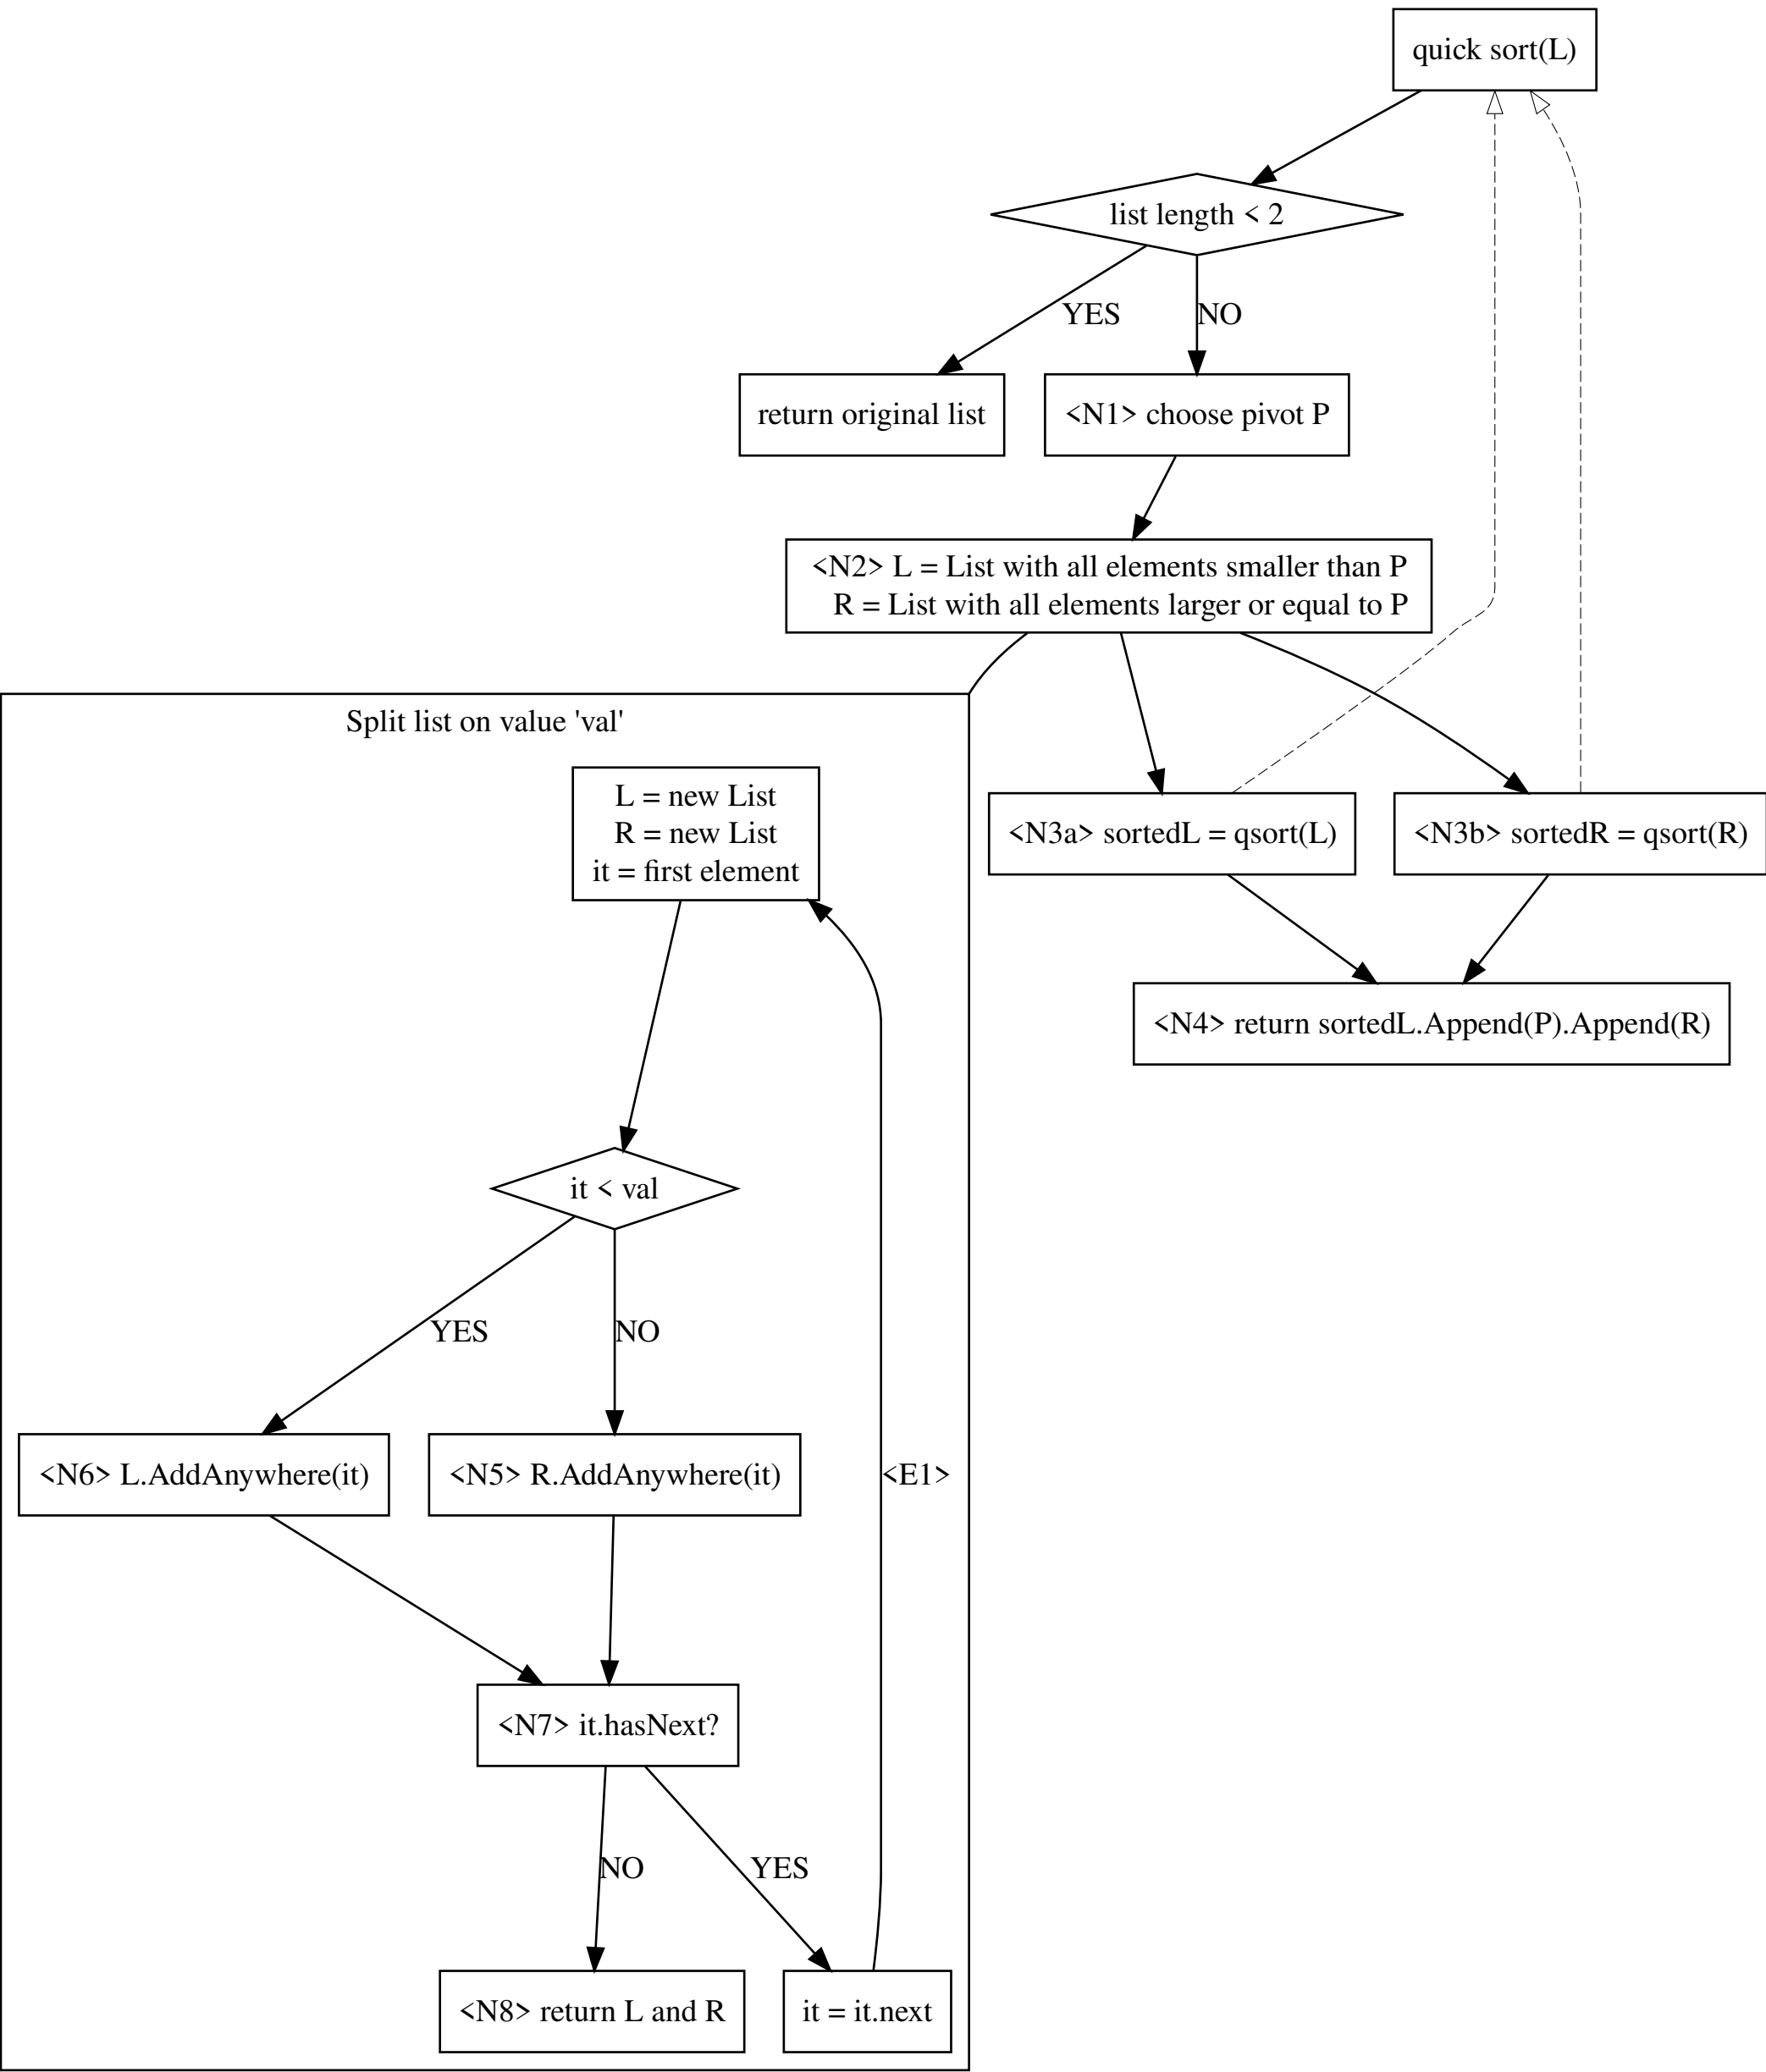 quick sort(L)
list length < 2
YES
NO
return original list
<N1> choose pivot P
<N2> L = List with all elements smaller than P
R = List with all elements larger or equal to P
Split list on value 'val'
L = new List
R = new List
it = first element
<N3a> sortedL = qsort(L)
<N3b> sortedR = qsort(R)
<N4> return sortedL.Append(P).Append(R)
it < val
YES
NO
<N6> L.AddAnywhere(it)
<N5> R.AddAnywhere(it)
<E1>
<N7> it.hasNext?
NO
YES
<N8> return L and R
it = it.next